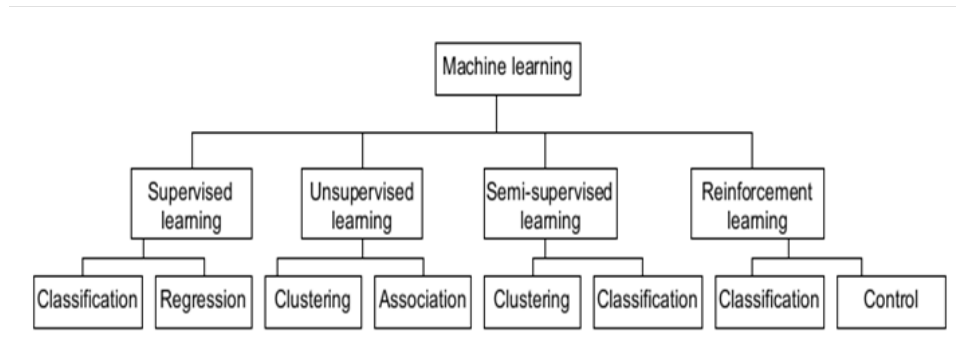 Machine learning
Supervised
learning
Unsupervised
learning
Semi-supervised
learning
Reinforcement
learning
Classification
Regression
Clustering
Association
Clustering
Classification
Classification
Control